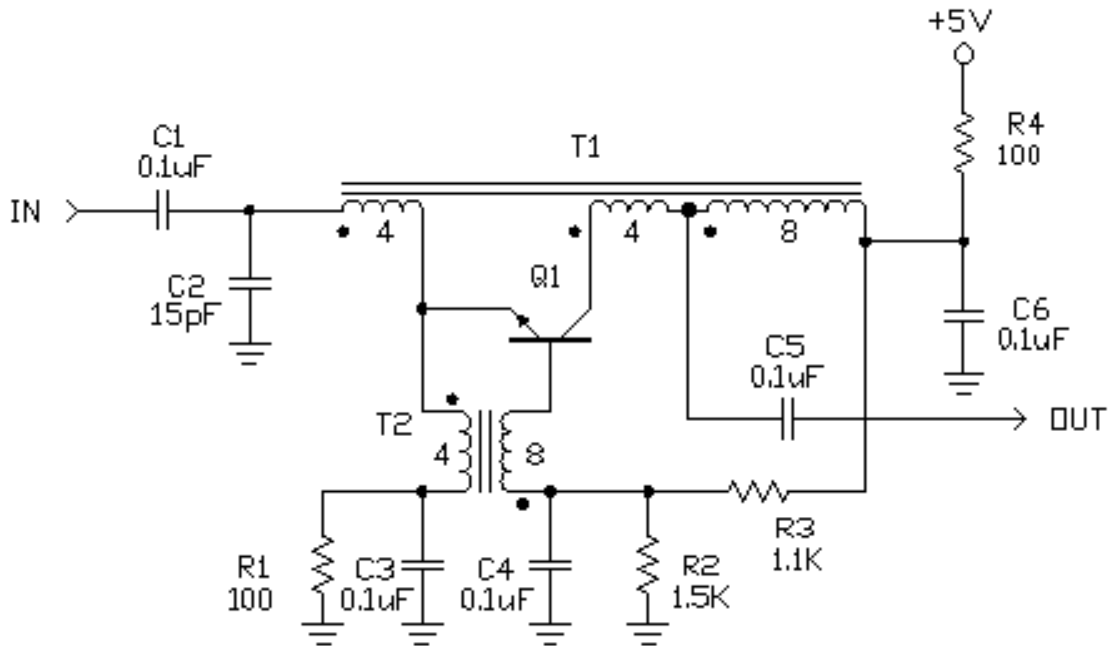 +5V
C1
0.1uF
T1
R4
100
IN
4
4
8
C2
15pF
Q1
C6
0.1uF
C5
0.1uF
OUT
T2
4
8
R3
1.1K
R1
100
C3
0.1uF
C4
0.1uF
R2
1.5K